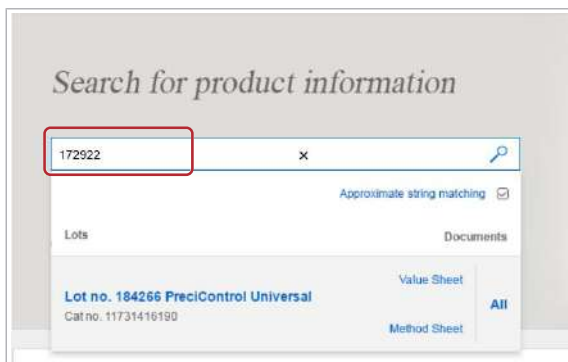 Search for product information
172922 ×
Approximate string matching
Lots Documents
Value Sheet
Lot no. 184266 PreciControl Universal All
Cat no. 11731416190
Method Sheet